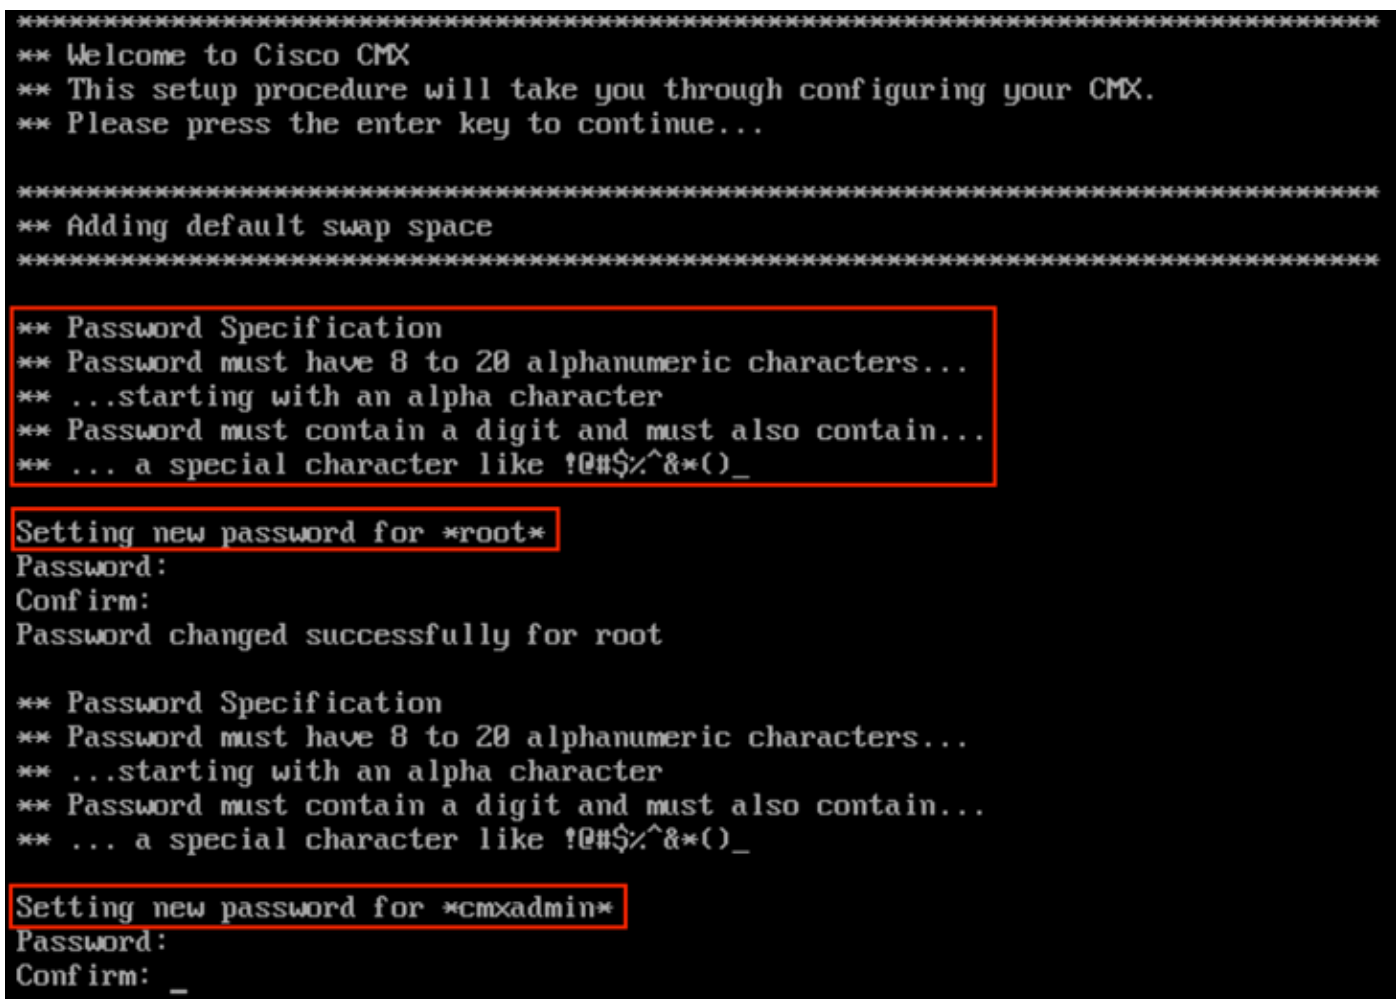 ********************************************************************************
** Welcome to Cisco CMX
** This setup procedure will take you through configuring your CMX.
** Please press the enter key to continue...
********************************************************************************
** Adding default swap space
********************************************************************************
** Password Specification
** Password must have 8 to 20 alphanumeric characters...
** ...starting with an alpha character
** Password must contain a digit and must also contain...
** ... a special character like !@#$%^&*()_
Setting new password for *root*
Password:
Confirm:
Password changed successfully for root
** Password Specification
** Password must have 8 to 20 alphanumeric characters...
** ...starting with an alpha character
** Password must contain a digit and must also contain...
** ... a special character like !@#$%^&*()_
Setting new password for *cmxadmin*
Password:
Confirm: _